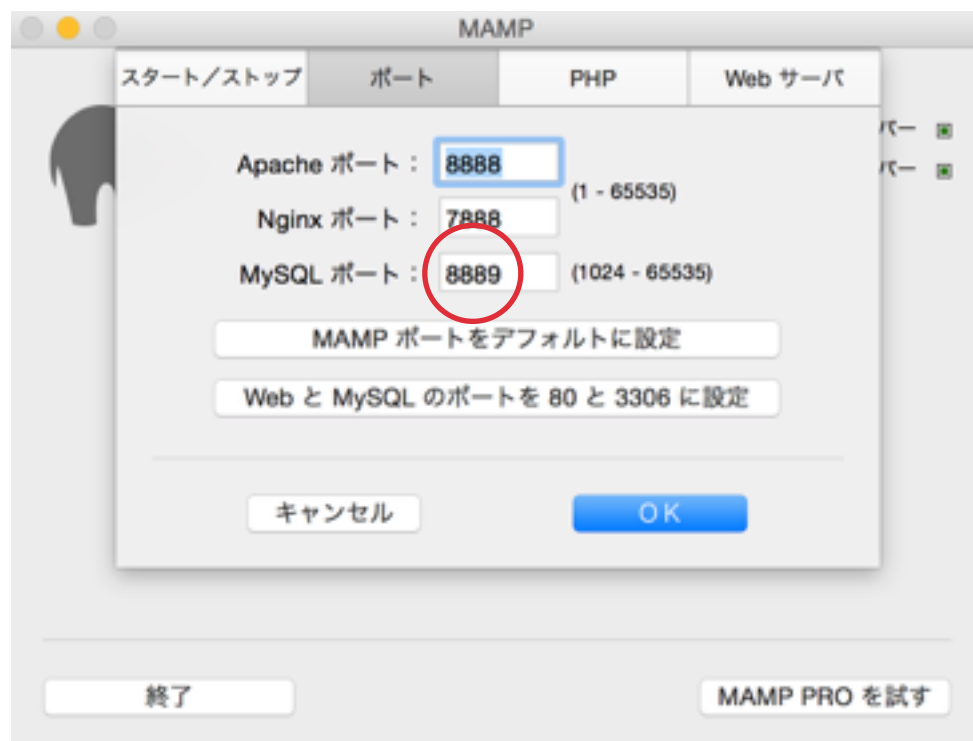 MAMP
スタート/ストップ ポート PHP Web サーバ
バー
Apache ポート： 8888
バー
(1 - 65535)
Nginx ポート： 7888
MySQL ポート： 8889 (1024 - 65535)
MAMP ポートをデフォルトに設定
Web と MySQL のポートを 80 と 3306 に設定
キャンセル OK
終了 MAMP PRO を試す